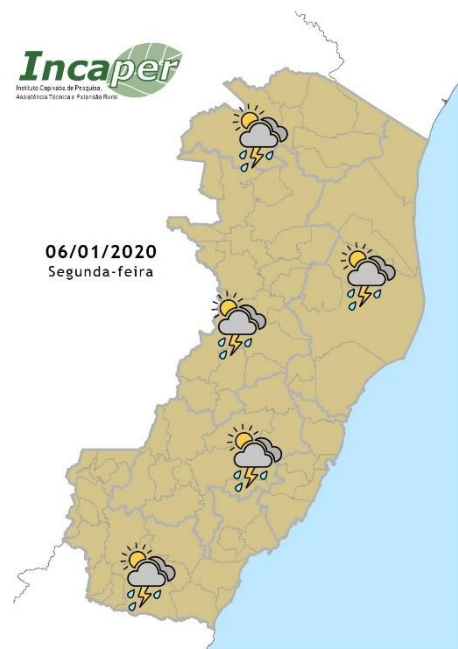 Incaper
Instituto Capixaba de Pesquisa,
Assistência Técnica e Extensão Rural
06/01/2020
Segunda-feira